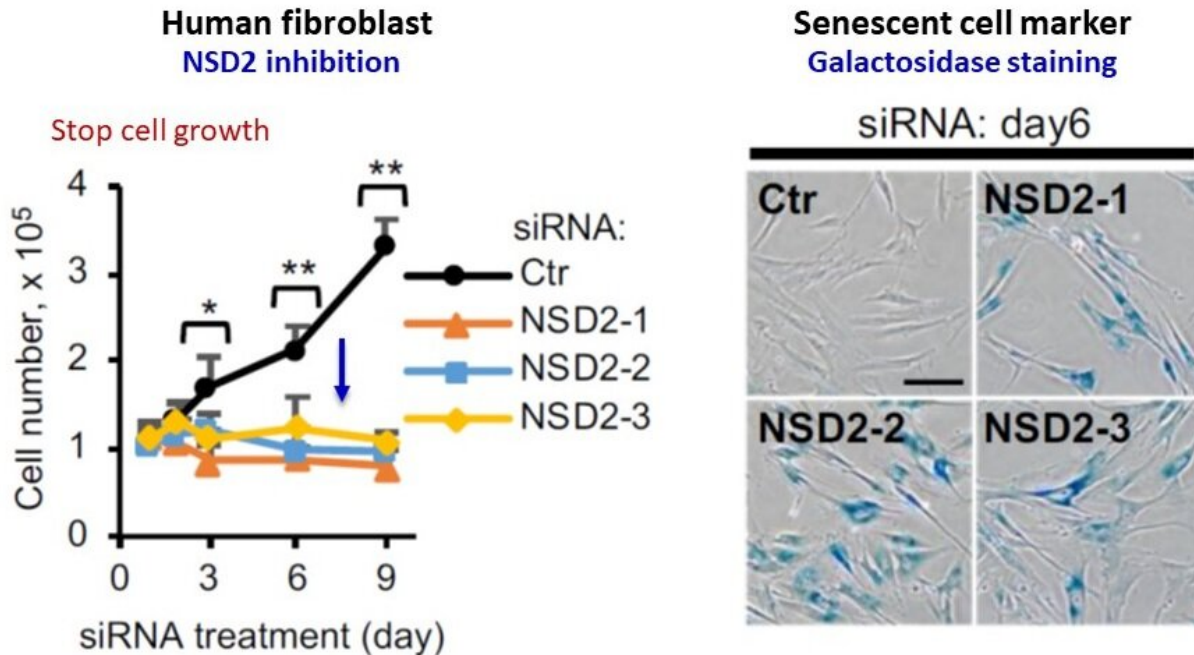 Human fibroblast
NSD2 inhibition
Stop cell growth
Cell number, x 10⁵
4
3
2
1
0
*
**
**
0 3 6 9
siRNA treatment (day)
siRNA:
Ctr
NSD2-1
NSD2-2
NSD2-3
Senescent cell marker
Galactosidase staining
siRNA: day6
Ctr
NSD2-1
NSD2-2
NSD2-3